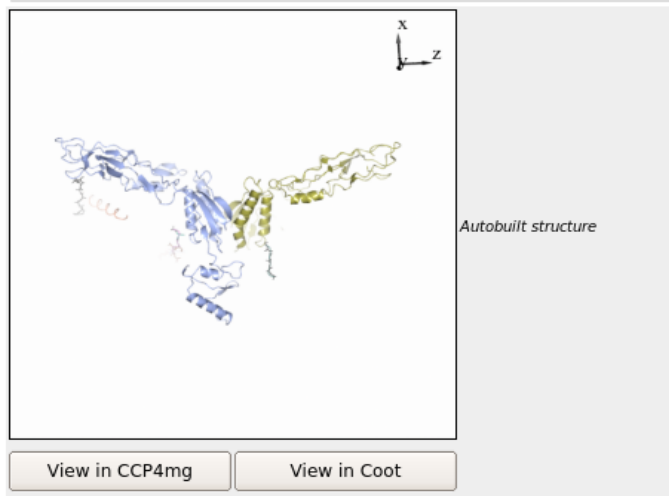 x
y
z
Autobuilt structure
View in CCP4mg
View in Coot